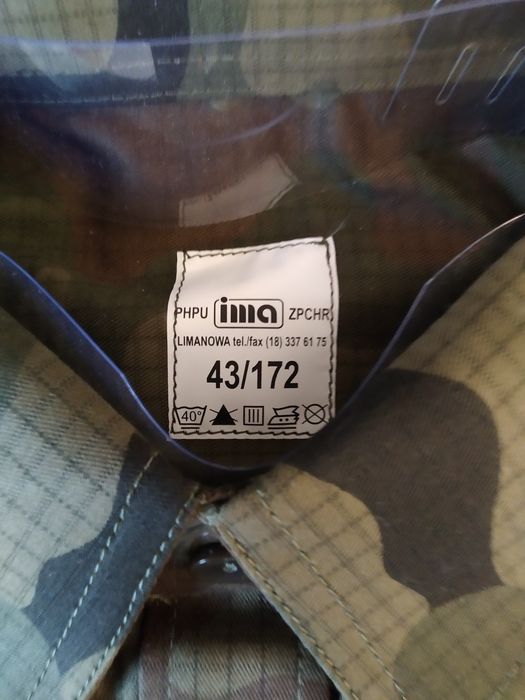 PHPU ima ZPCHR
LIMANOWA tel./fax (18) 337 61 75
43/172
40°